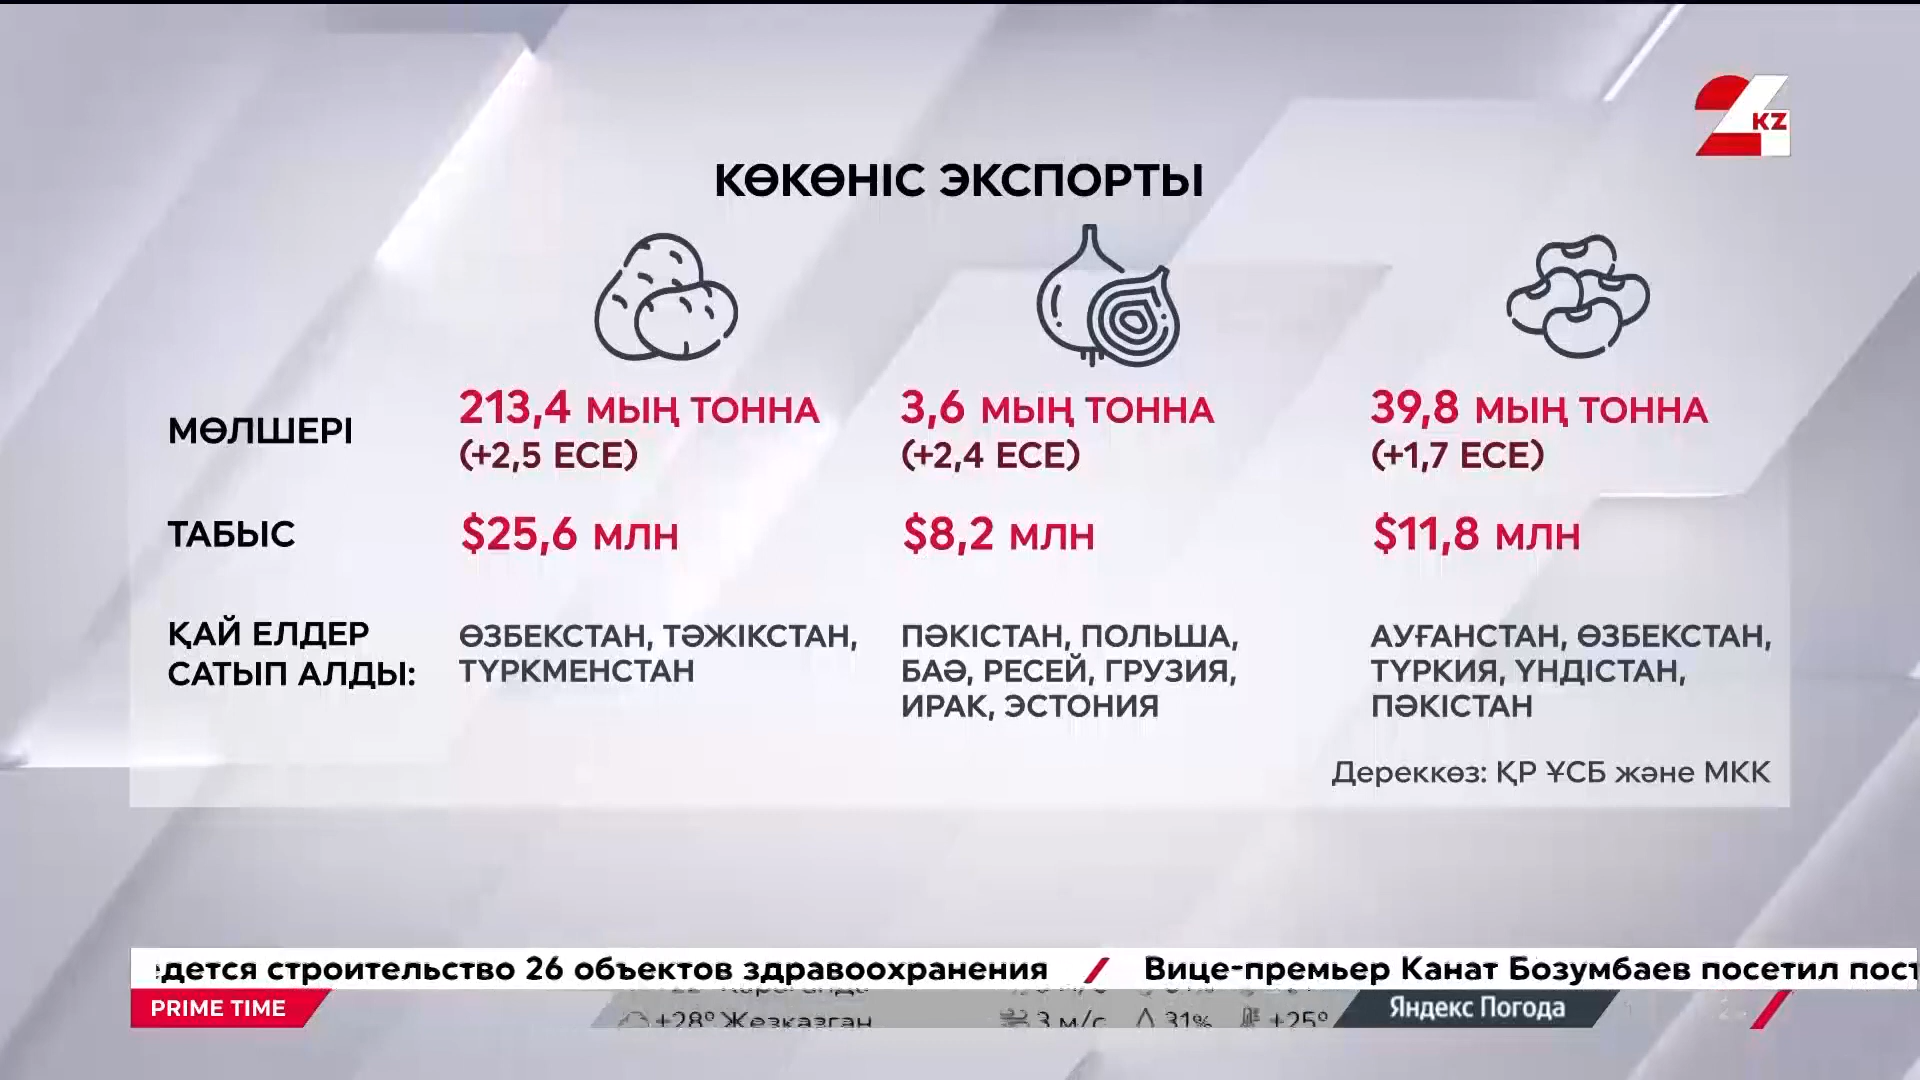 24 KZ
КӨКӨНІС ЭКСПОРТЫ
МӨЛШЕРІ
213,4 МЫҢ ТОННА
(+2,5 ЕСЕ)
3,6 МЫҢ ТОННА
(+2,4 ЕСЕ)
39,8 МЫҢ ТОННА
(+1,7 ЕСЕ)
ТАБЫС
$25,6 МЛН
$8,2 МЛН
$11,8 МЛН
ҚАЙ ЕЛДЕР
САТЫП АЛДЫ:
ӨЗБЕКСТАН, ТӘЖІКСТАН,
ТҮРКМЕНСТАН
ПӘКІСТАН, ПОЛЬША,
БАӘ, РЕСЕЙ, ГРУЗИЯ,
ИРАК, ЭСТОНИЯ
АУҒАНСТАН, ӨЗБЕКСТАН,
ТҮРКИЯ, ҮНДІСТАН,
ПӘКІСТАН
Дереккөз: ҚР ҰСБ және МКК
едется строительство 26 объектов здравоохранения / Вице-премьер Канат Бозумбаев посетил пост
PRIME TIME
+28° Жезказган 3 м/с 31% +25°
Яндекс Погода